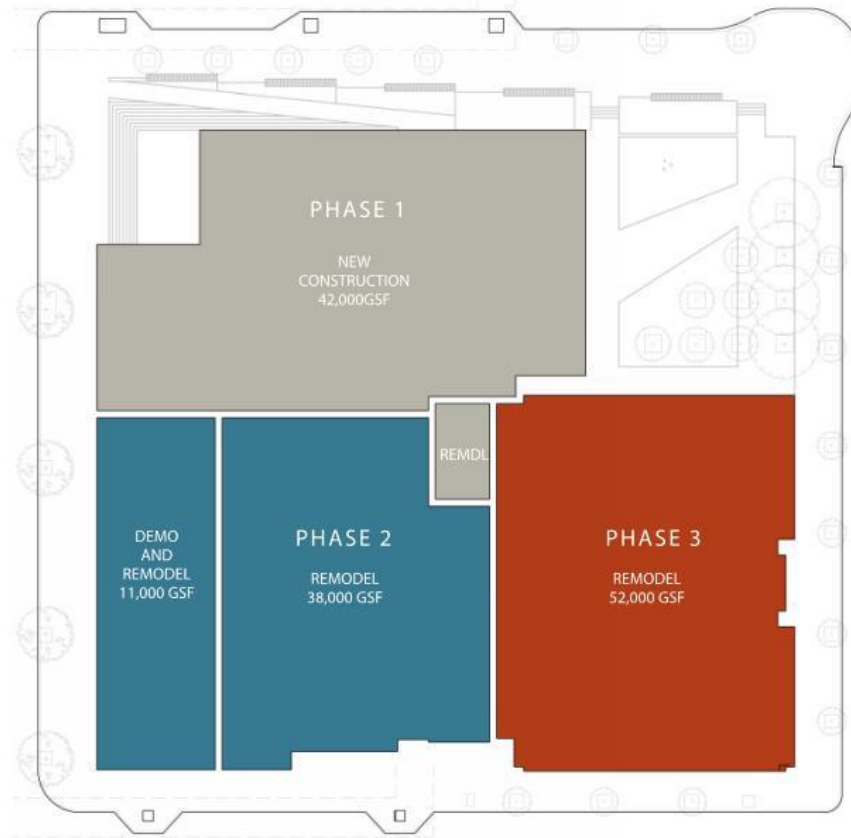 PHASE 1
NEW
CONSTRUCTION
42,000GSF
REMDL
DEMO
AND
REMODEL
11,000 GSF
PHASE 2
REMODEL
38,000 GSF
PHASE 3
REMODEL
52,000 GSF